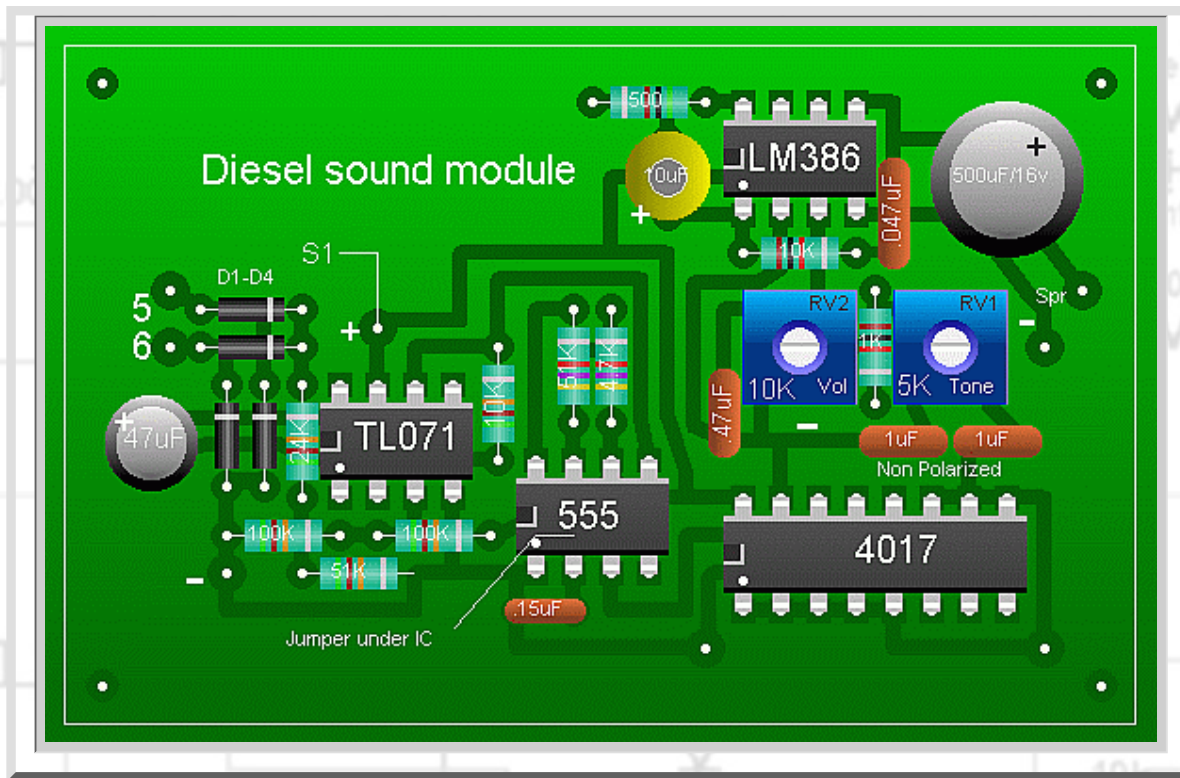 500
LM386
10uF
+
500uF/16v
+
.047uF
Diesel sound module
S1
10K
D1-D4
5
6
+
Spr
-
RV2
10K Vol
1K
RV1
5K Tone
51K
4.7K
10K
.47uF
-
+
47uF
24K
TL071
1uF
1uF
Non Polarized
100K
100K
555
4017
-
51K
.15uF
Jumper under IC